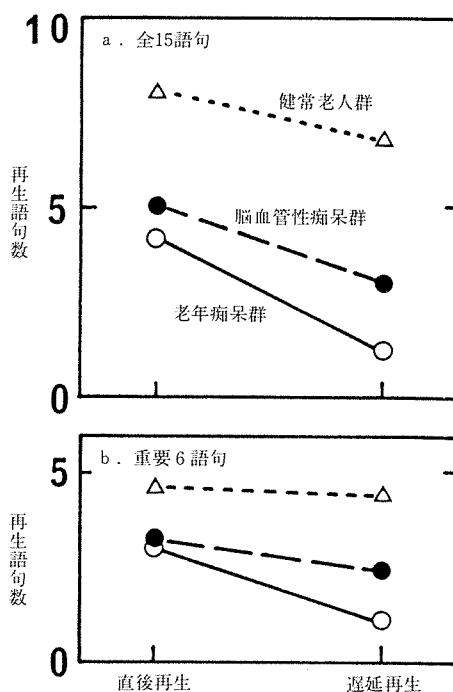 10
a．全15語句
健常老人群
再生語句数
5
脳血管性痴呆群
老年痴呆群
0
b．重要6語句
5
再生語句数
0
直後再生
遅延再生